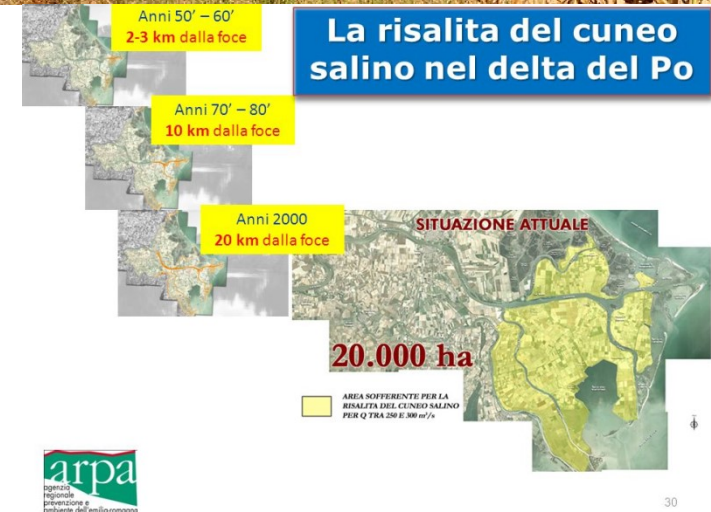 Anni 50’ – 60’
2-3 km dalla foce
La risalita del cuneo
salino nel delta del Po
Anni 70’ – 80’
10 km dalla foce
Anni 2000
20 km dalla foce
SITUAZIONE ATTUALE
20.000 ha
AREA SOFFERENTE PER LA
RISALITA DEL CUNEO SALINO
PER Q TRA 250 E 300 m³/s
arpa
agenzia
regionale
prevenzione e
ambiente dell'emilia-romagna
30